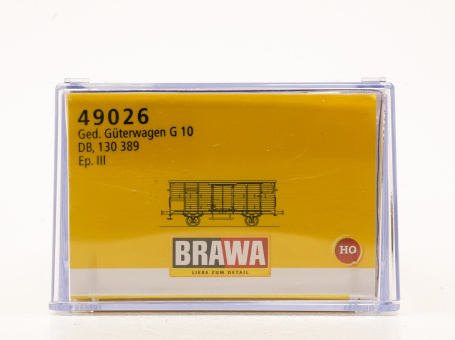 49026
Ged. Güterwagen G 10
DB, 130 389
Ep. III
BRAWA
LIEBE ZUM DETAIL
HO